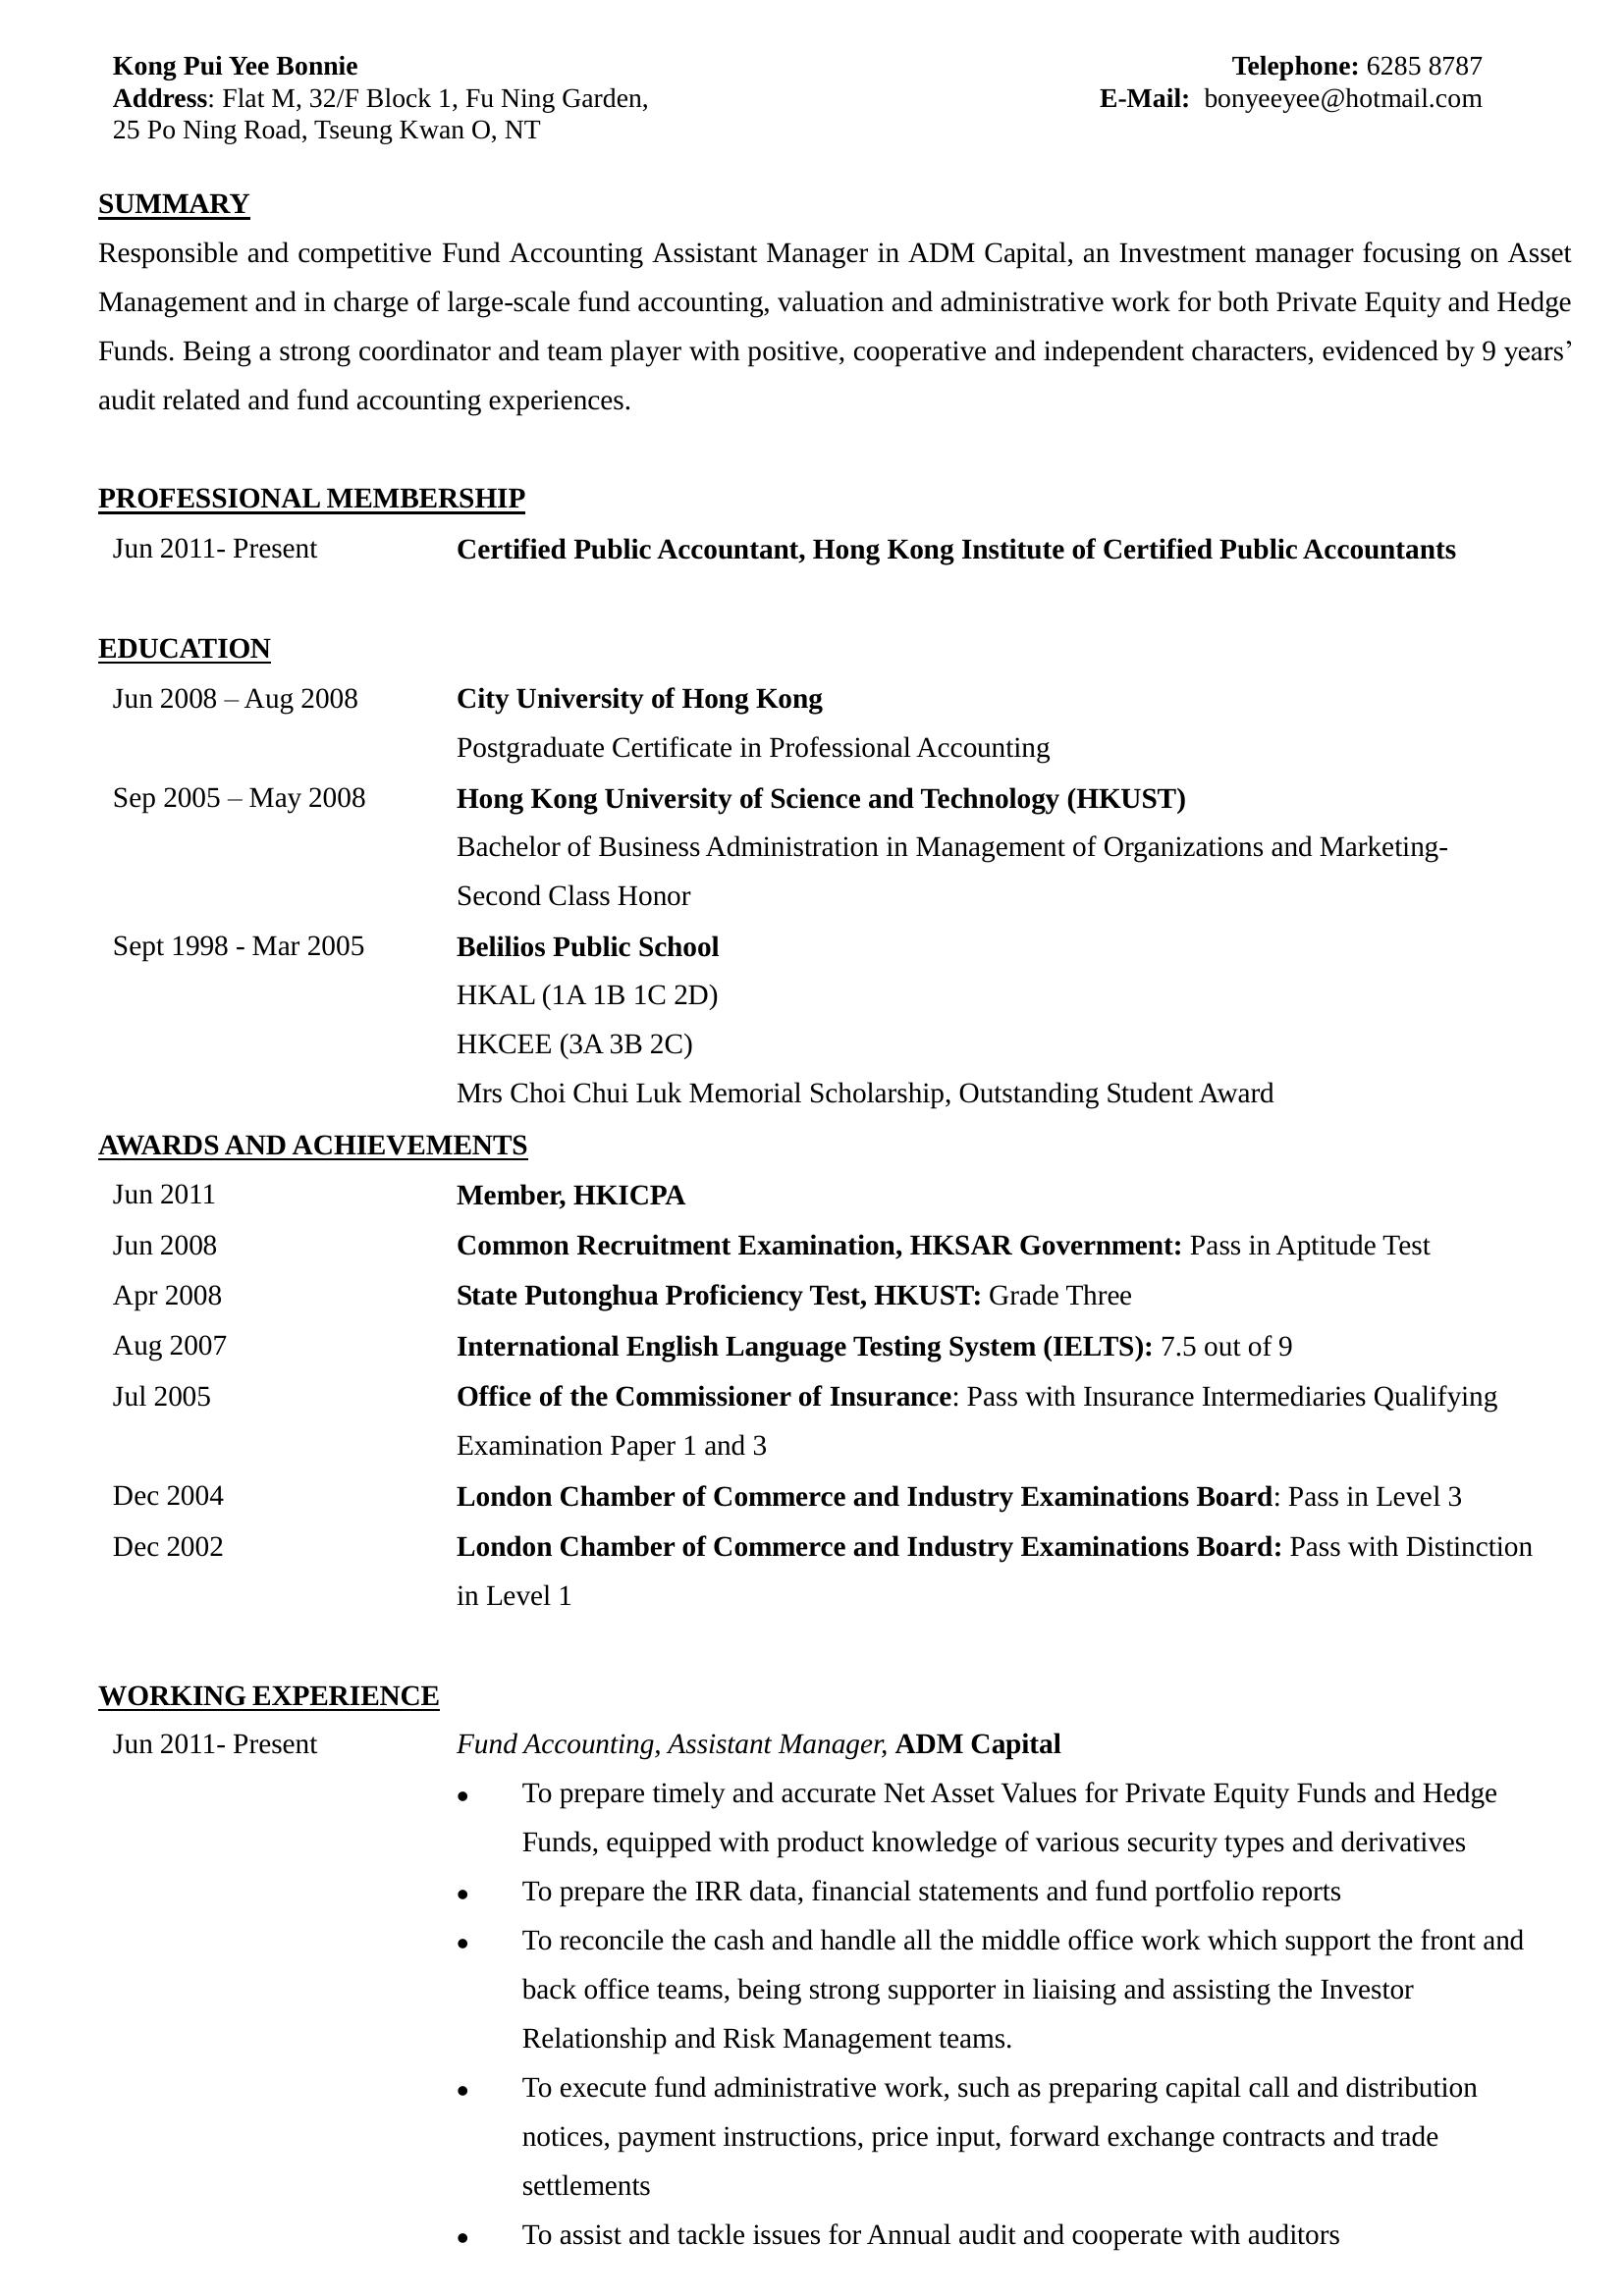 Kong Pui Yee Bonnie
Telephone: 6285 8787
Address: Flat M, 32/F Block 1, Fu Ning Garden,
E-Mail:  bonyeeyee@hotmail.com
25 Po Ning Road, Tseung Kwan O, NT
SUMMARY
Responsible and competitive Fund Accounting Assistant Manager in ADM Capital, an Investment manager focusing on Asset
Management and in charge of large-scale fund accounting, valuation and administrative work for both Private Equity and Hedge
Funds. Being a strong coordinator and team player with positive, cooperative and independent characters, evidenced by 9 years’
audit related and fund accounting experiences.
PROFESSIONAL MEMBERSHIP
Jun 2011- Present
Certified Public Accountant, Hong Kong Institute of Certified Public Accountants
EDUCATION
Jun 2008 – Aug 2008
City University of Hong Kong
Postgraduate Certificate in Professional Accounting
Sep 2005 – May 2008
Hong Kong University of Science and Technology (HKUST)
Bachelor of Business Administration in Management of Organizations and Marketing-
Second Class Honor
Sept 1998 - Mar 2005
Belilios Public School
HKAL (1A 1B 1C 2D)
HKCEE (3A 3B 2C)
Mrs Choi Chui Luk Memorial Scholarship, Outstanding Student Award
AWARDS AND ACHIEVEMENTS
Jun 2011
Member, HKICPA
Jun 2008
Common Recruitment Examination, HKSAR Government: Pass in Aptitude Test
Apr 2008
State Putonghua Proficiency Test, HKUST: Grade Three
Aug 2007
International English Language Testing System (IELTS): 7.5 out of 9
Jul 2005
Office of the Commissioner of Insurance: Pass with Insurance Intermediaries Qualifying
Examination Paper 1 and 3
Dec 2004
London Chamber of Commerce and Industry Examinations Board: Pass in Level 3
Dec 2002
London Chamber of Commerce and Industry Examinations Board: Pass with Distinction
in Level 1
WORKING EXPERIENCE
Jun 2011- Present
Fund Accounting, Assistant Manager, ADM Capital
● To prepare timely and accurate Net Asset Values for Private Equity Funds and Hedge
Funds, equipped with product knowledge of various security types and derivatives
● To prepare the IRR data, financial statements and fund portfolio reports
● To reconcile the cash and handle all the middle office work which support the front and
back office teams, being strong supporter in liaising and assisting the Investor
Relationship and Risk Management teams.
● To execute fund administrative work, such as preparing capital call and distribution
notices, payment instructions, price input, forward exchange contracts and trade
settlements
● To assist and tackle issues for Annual audit and cooperate with auditors